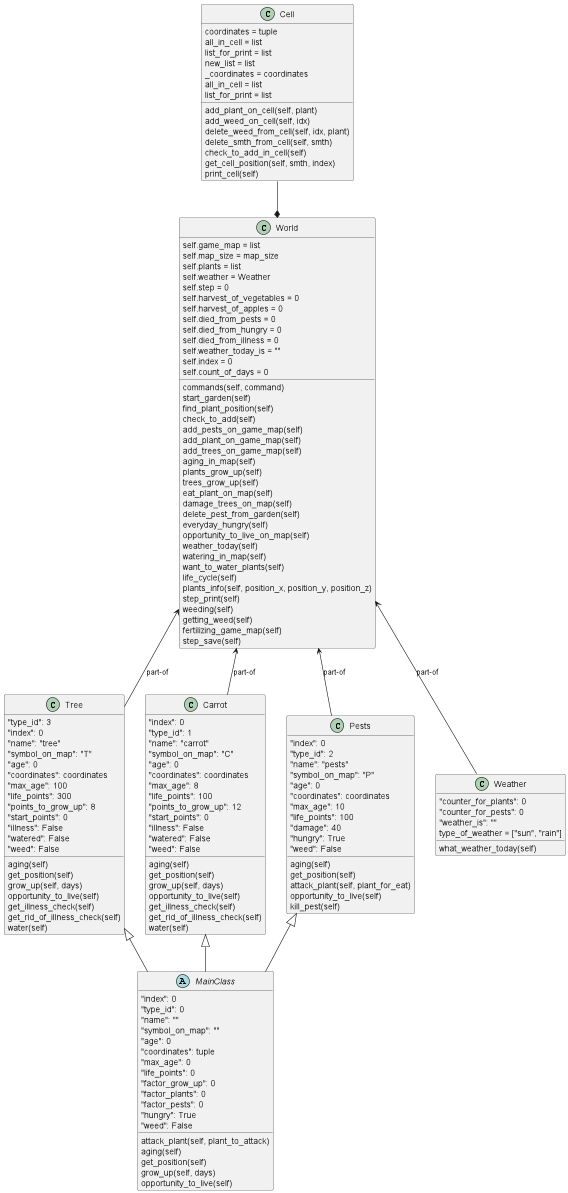 C Cell
coordinates = tuple
all_in_cell = list
list_for_print = list
new_list = list
_coordinates = coordinates
all_in_cell = list
list_for_print = list
add_plant_on_cell(self, plant)
add_weed_on_cell(self, idx)
delete_weed_from_cell(self, idx, plant)
delete_smth_from_cell(self, smth)
check_to_add_in_cell(self)
get_cell_position(self, smth, index)
print_cell(self)
C World
self.game_map = list
self.map_size = map_size
self.plants = list
self.weather = Weather
self.step = 0
self.harvest_of_vegetables = 0
self.harvest_of_apples = 0
self.died_from_pests = 0
self.died_from_hungry = 0
self.died_from_illness = 0
self.weather_today_is = ""
self.index = 0
self.count_of_days = 0
commands(self, command)
start_garden(self)
find_plant_position(self)
check_to_add(self)
add_pests_on_game_map(self)
add_plant_on_game_map(self)
add_trees_on_game_map(self)
aging_in_map(self)
plants_grow_up(self)
trees_grow_up(self)
eat_plant_on_map(self)
damage_trees_on_map(self)
delete_pest_from_garden(self)
everyday_hungry(self)
opportunity_to_live_on_map(self)
weather_today(self)
watering_in_map(self)
want_to_water_plants(self)
life_cycle(self)
plants_info(self, position_x, position_y, position_z)
step_print(self)
weeding(self)
getting_weed(self)
fertilizing_game_map(self)
step_save(self)
part-of
part-of
part-of
part-of
C Tree
"type_id": 3
"index": 0
"name": "tree"
"symbol_on_map": "T"
"age": 0
"coordinates": coordinates
"max_age": 100
"life_points": 300
"points_to_grow_up": 8
"start_points": 0
"illness": False
"watered": False
"weed": False
aging(self)
get_position(self)
grow_up(self, days)
opportunity_to_live(self)
get_illness_check(self)
get_rid_of_illness_check(self)
water(self)
C Carrot
"index": 0
"type_id": 1
"name": "carrot"
"symbol_on_map": "C"
"age": 0
"coordinates": coordinates
"max_age": 8
"life_points": 100
"points_to_grow_up": 12
"start_points": 0
"illness": False
"watered": False
"weed": False
aging(self)
get_position(self)
grow_up(self, days)
opportunity_to_live(self)
get_illness_check(self)
get_rid_of_illness_check(self)
water(self)
C Pests
"index": 0
"type_id": 2
"name": "pests"
"symbol_on_map": "P"
"age": 0
"coordinates": coordinates
"max_age": 10
"life_points": 100
"damage": 40
"hungry": True
"weed": False
aging(self)
get_position(self)
attack_plant(self, plant_for_eat)
opportunity_to_live(self)
kill_pest(self)
C Weather
"counter_for_plants": 0
"counter_for_pests": 0
"weather_is": ""
type_of_weather = ["sun", "rain"]
what_weather_today(self)
A MainClass
"index": 0
"type_id": 0
"name": ""
"symbol_on_map": ""
"age": 0
"coordinates": tuple
"max_age": 0
"life_points": 0
"factor_grow_up": 0
"factor_plants": 0
"factor_pests": 0
"hungry": True
"weed": False
attack_plant(self, plant_to_attack)
aging(self)
get_position(self)
grow_up(self, days)
opportunity_to_live(self)